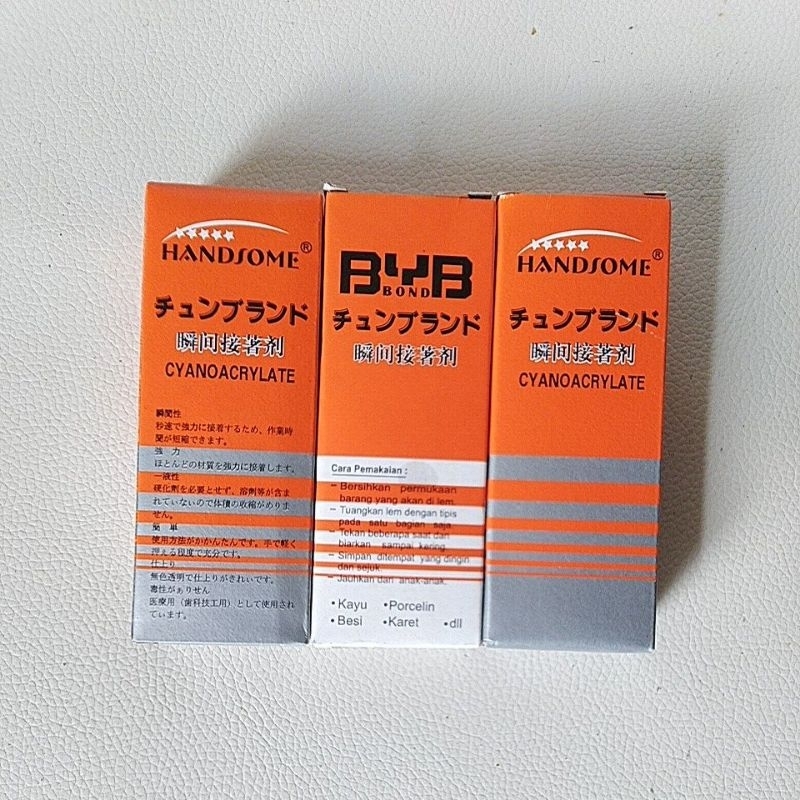 HANDSOME®
チュンブランド
瞬间接著剂
CYANOACRYLATE
瞬間性
秒速で強力に接着するため、作業時
間が短縮できます。
強 力
ほとんどの材質を強力に接着します。
一液性
硬化劑を必要とせず、溶劑等が含ま
れていないので体積の收縮がありま
せん。
簡 単
使用方法がかかんたんです。手で軽く
浮える程度で充分です。
仕上り
無色透明で仕上りがきれいです。
毒性がありせん
医療用(歯科技工用)として使用され
ています。
BYB
BOND
チュンブランド
瞬间接著剂
Cara Pemakaian :
- Bersihkan permukaan
barang yang akan di lem.
- Tuangkan lem dengan tipis
pada satu bagian saja
- Tekan beberapa saat dan
biarkan sampai kering
- Simpan ditempat yang dingin
dan sejuk.
- Jauhkan dari anak-anak.
•Kayu •Porcelin
•Besi •Karet •dll
HANDSOME®
チュンブランド
瞬间接著剂
CYANOACRYLATE